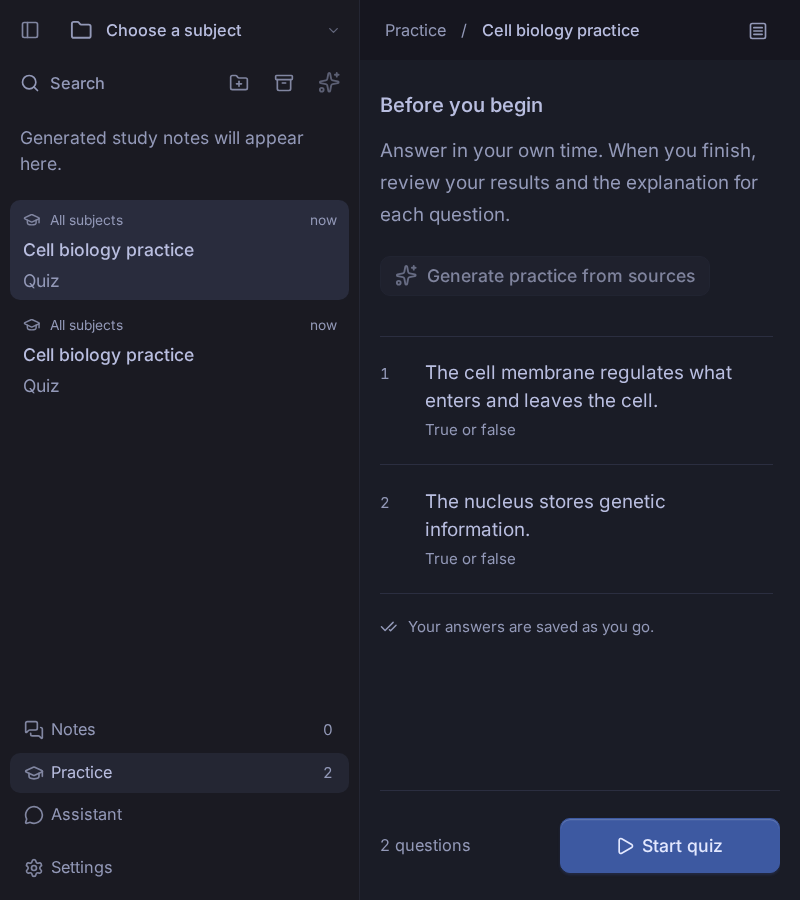 Choose a subject
Search
Generated study notes will appear
here.
All subjects now
Cell biology practice
Quiz
All subjects now
Cell biology practice
Quiz
Notes 0
Practice 2
Assistant
Settings
Practice / Cell biology practice
Before you begin
Answer in your own time. When you finish,
review your results and the explanation for
each question.
Generate practice from sources
1 The cell membrane regulates what
enters and leaves the cell.
True or false
2 The nucleus stores genetic
information.
True or false
Your answers are saved as you go.
2 questions
Start quiz